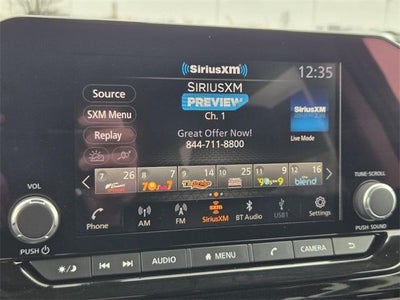 SiriusXM
12:35
Source
SIRIUSXM
PREVIEW
SiriusXM
SXM Menu
Ch. 1
Great Offer Now!
Replay
844-711-8800
Live Mode
7 26
8 7
9 14
10 25
11 9
12 16
blend
VOL
TUNE·SCROLL
Phone
AM
FM
SiriusXM
BT Audio
USB1
Settings
PUSH
PUSH SOUND
AUDIO
MENU
CAMERA